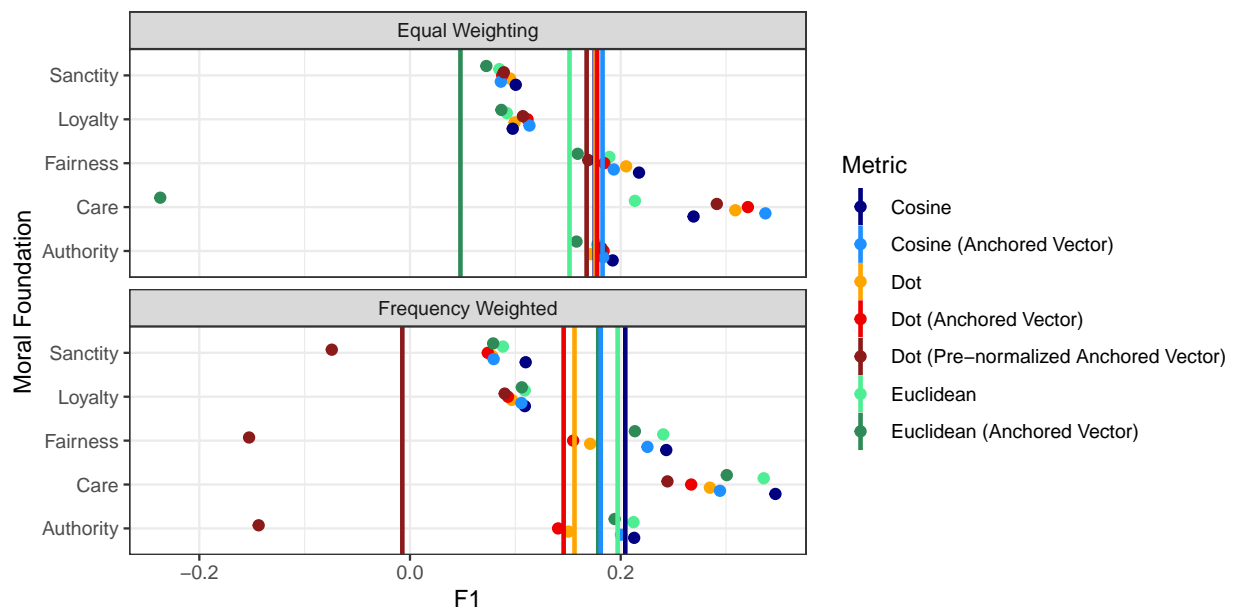 Equal Weighting
Sanctity
Loyalty
Fairness
Care
Authority
Frequency Weighted
Sanctity
Loyalty
Fairness
Care
Authority
−0.2 0.0 0.2
F1
Moral Foundation
Metric
Cosine
Cosine (Anchored Vector)
Dot
Dot (Anchored Vector)
Dot (Pre−normalized Anchored Vector)
Euclidean
Euclidean (Anchored Vector)